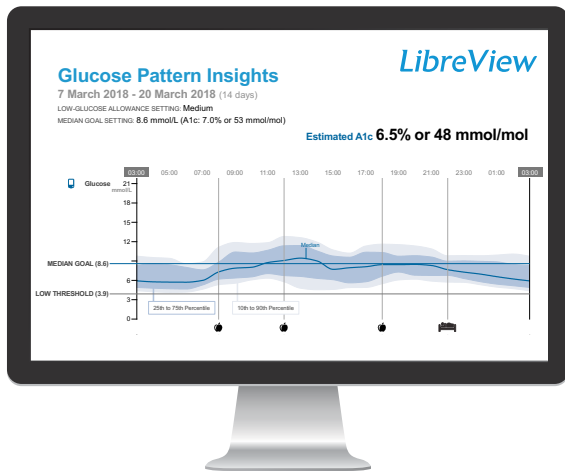 LibreView
Glucose Pattern Insights
7 March 2018 - 20 March 2018 (14 days)
LOW-GLUCOSE ALLOWANCE SETTING: Medium
MEDIAN GOAL SETTING: 8.6 mmol/L (A1c: 7.0% or 53 mmol/mol)
Estimated A1c 6.5% or 48 mmol/mol
03:00 05:00 07:00 09:00 11:00 13:00 15:00 17:00 19:00 21:00 23:00 03:00
Glucose 21
mmol/L
18
15
12
Median
MEDIAN GOAL (8.6)
6
LOW THRESHOLD (3.9)
3
25th to 75th Percentile 10th to 90th Percentile
0